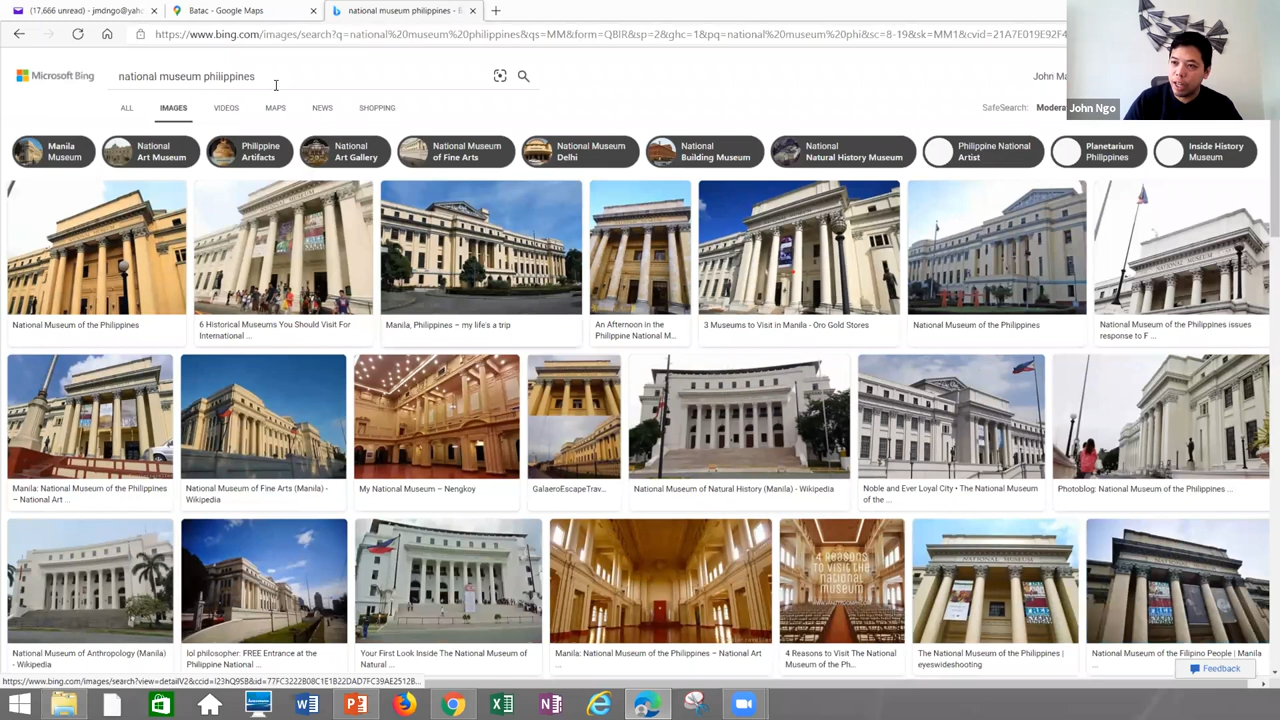 (17,666 unread) - jmdngo@yah
Batac - Google Maps
national museum philippines - B
https://www.bing.com/images/search?q=national%20museum%20philippines&qs=MM&form=QBIR&sp=2&ghc=1&pq=national%20museum%20phi&sc=8-19&sk=MM1&cvid=21A7E019E92F4
Microsoft Bing
national museum philippines
John Ma
John Ngo
ALL IMAGES VIDEOS MAPS NEWS SHOPPING
SafeSearch: Modera
Manila Museum
National Art Museum
Philippine Artifacts
National Art Gallery
National Museum of Fine Arts
National Museum Delhi
National Building Museum
National Natural History Museum
Philippine National Artist
Planetarium Philippines
Inside History Museum
National Museum of the Philippines
6 Historical Museums You Should Visit For
International ...
Manila, Philippines – my life's a trip
An Afternoon in the
Philippine National M...
3 Museums to Visit in Manila - Oro Gold Stores
National Museum of the Philippines
National Museum of the Philippines issues
response to F ...
Manila: National Museum of the Philippines
– National Art ...
National Museum of Fine Arts (Manila) -
Wikipedia
My National Museum – Nengkoy
GalaeroEscapeTrav...
National Museum of Natural History (Manila) - Wikipedia
Noble and Ever Loyal City • The National Museum
of the ...
Photoblog: National Museum of the Philippines ...
4 Reasons
to visit the
national
museum
National Museum of Anthropology (Manila)
- Wikipedia
lol philosopher: FREE Entrance at the
Philippine National ...
Your First Look Inside The National Museum of
Natural ...
Manila: National Museum of the Philippines – National Art
...
4 Reasons to Visit The National
Museum of the Ph...
The National Museum of the Philippines |
eyeswideshooting
National Museum of the Filipino People | Manila
...
Feedback